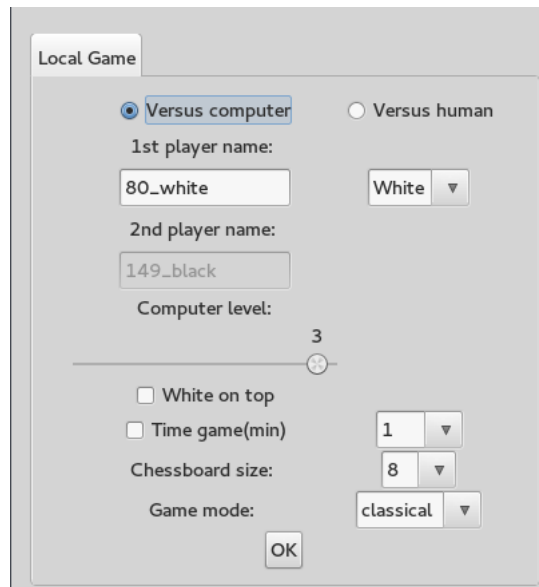 Local Game
Versus computer Versus human
1st player name:
80_white White
2nd player name:
149_black
Computer level:
3
White on top
Time game(min) 1
Chessboard size: 8
Game mode: classical
OK